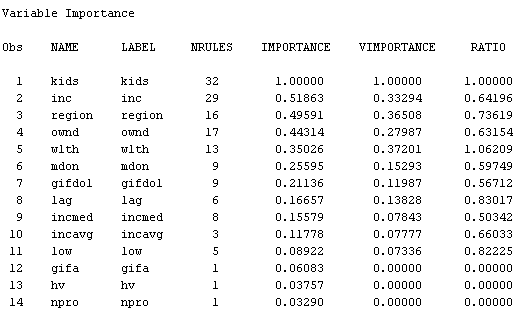 Variable Importance
Obs NAME LABEL NRULES IMPORTANCE VIMPORTANCE RATIO
1 kids kids 32 1.00000 1.00000 1.00000
2 inc inc 29 0.51863 0.33294 0.64196
3 region region 16 0.49591 0.36508 0.73619
4 ownd ownd 17 0.44314 0.27987 0.63154
5 wlth wlth 13 0.35026 0.37201 1.06209
6 mdon mdon 9 0.25595 0.15293 0.59749
7 gifdol gifdol 9 0.21136 0.11987 0.56712
8 lag lag 6 0.16657 0.13828 0.83017
9 incmed incmed 8 0.15579 0.07843 0.50342
10 incavg incavg 3 0.11778 0.07777 0.66033
11 low low 5 0.08922 0.07336 0.82225
12 gifa gifa 1 0.06083 0.00000 0.00000
13 hv hv 1 0.03757 0.00000 0.00000
14 npro npro 1 0.03290 0.00000 0.00000